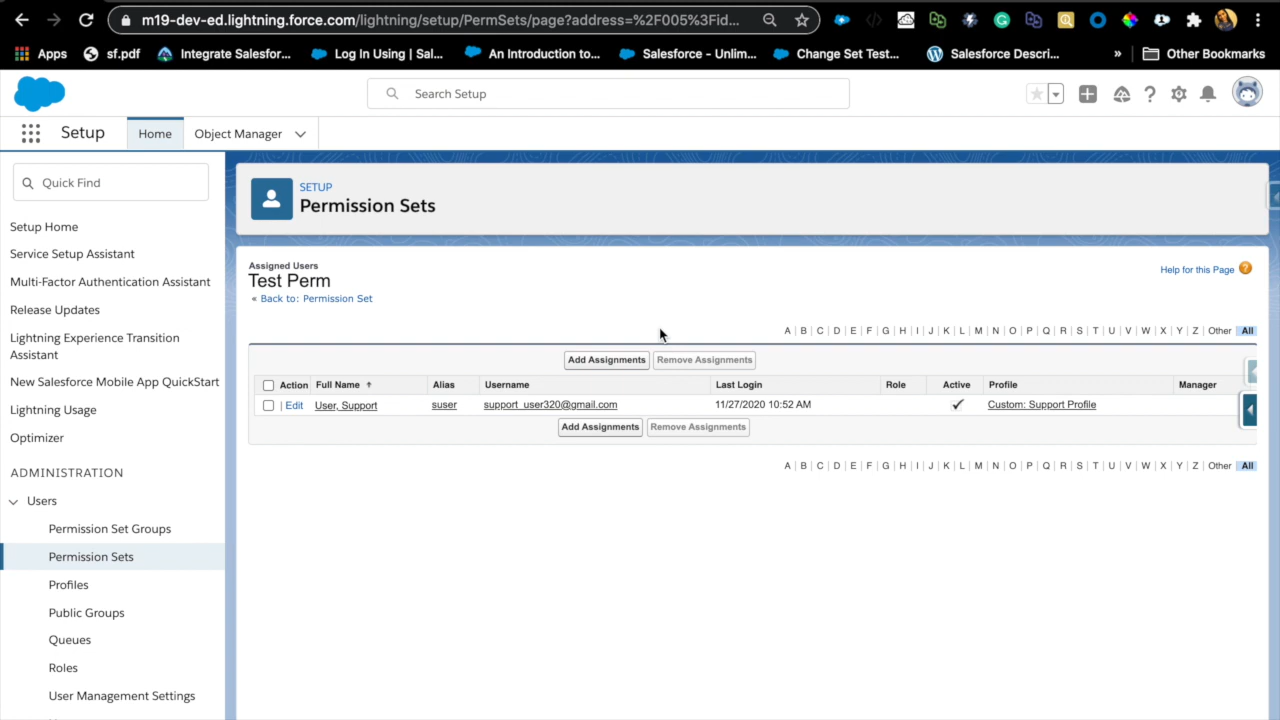 m19-dev-ed.lightning.force.com/lightning/setup/PermSets/page?address=%2F005%3Fid...
Apps
sf.pdf
Integrate Salesfor...
Log In Using | Sal...
An Introduction to...
Salesforce - Unlim...
Change Set Test...
Salesforce Descri...
»
Other Bookmarks
Search Setup
Setup
Home
Object Manager
Quick Find
Setup Home
Service Setup Assistant
Multi-Factor Authentication Assistant
Release Updates
Lightning Experience Transition
Assistant
New Salesforce Mobile App QuickStart
Lightning Usage
Optimizer
ADMINISTRATION
Users
Permission Set Groups
Permission Sets
Profiles
Public Groups
Queues
Roles
User Management Settings
SETUP
Permission Sets
Assigned Users
Test Perm
« Back to: Permission Set
Help for this Page ?
A | B | C | D | E | F | G | H | I | J | K | L | M | N | O | P | Q | R | S | T | U | V | W | X | Y | Z | Other All
Add Assignments Remove Assignments
Action Full Name ↑ Alias Username Last Login Role Active Profile Manager
| Edit User, Support suser support_user320@gmail.com 11/27/2020 10:52 AM ✓ Custom: Support Profile
Add Assignments Remove Assignments
A | B | C | D | E | F | G | H | I | J | K | L | M | N | O | P | Q | R | S | T | U | V | W | X | Y | Z | Other All